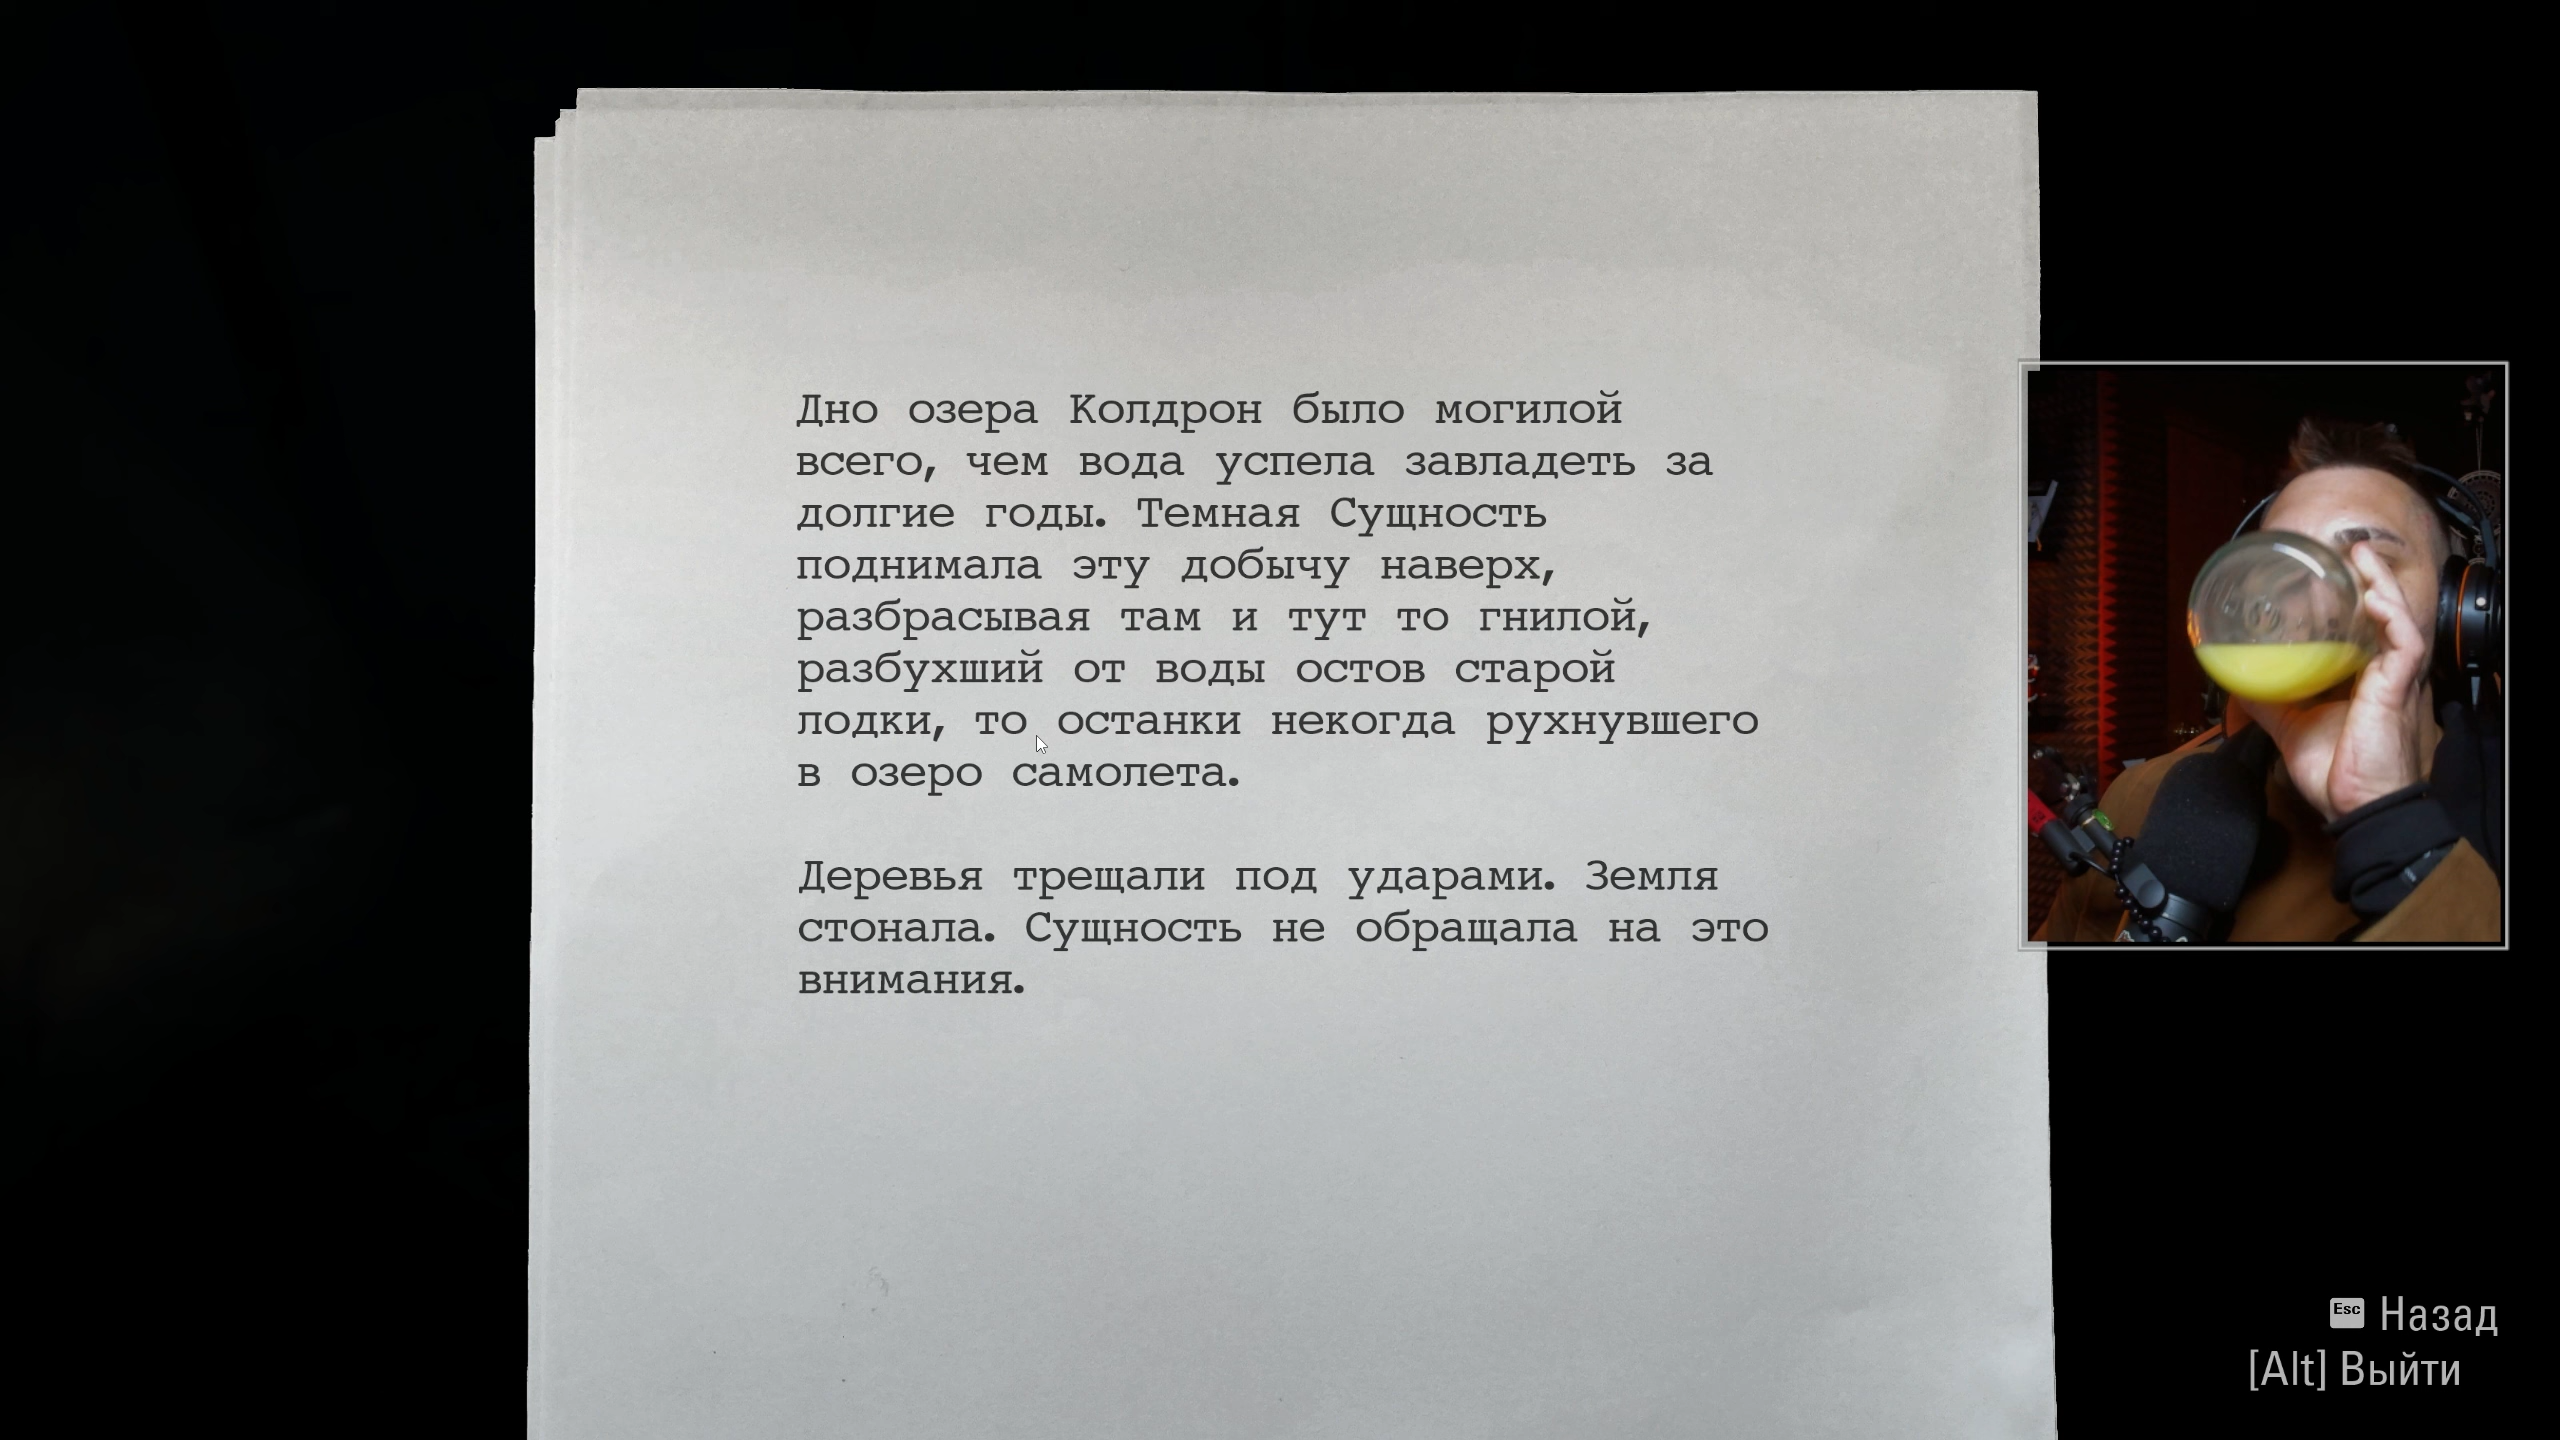 Дно озера Колдрон было могилой
всего, чем вода успела завладеть за
долгие годы. Темная Сущность
поднимала эту добычу наверх,
разбрасывая там и тут то гнилой,
разбухший от воды остов старой
лодки, то останки некогда рухнувшего
в озеро самолета.
Деревья трещали под ударами. Земля
стонала. Сущность не обращала на это
внимания.
Esc Назад
[Alt] Выйти